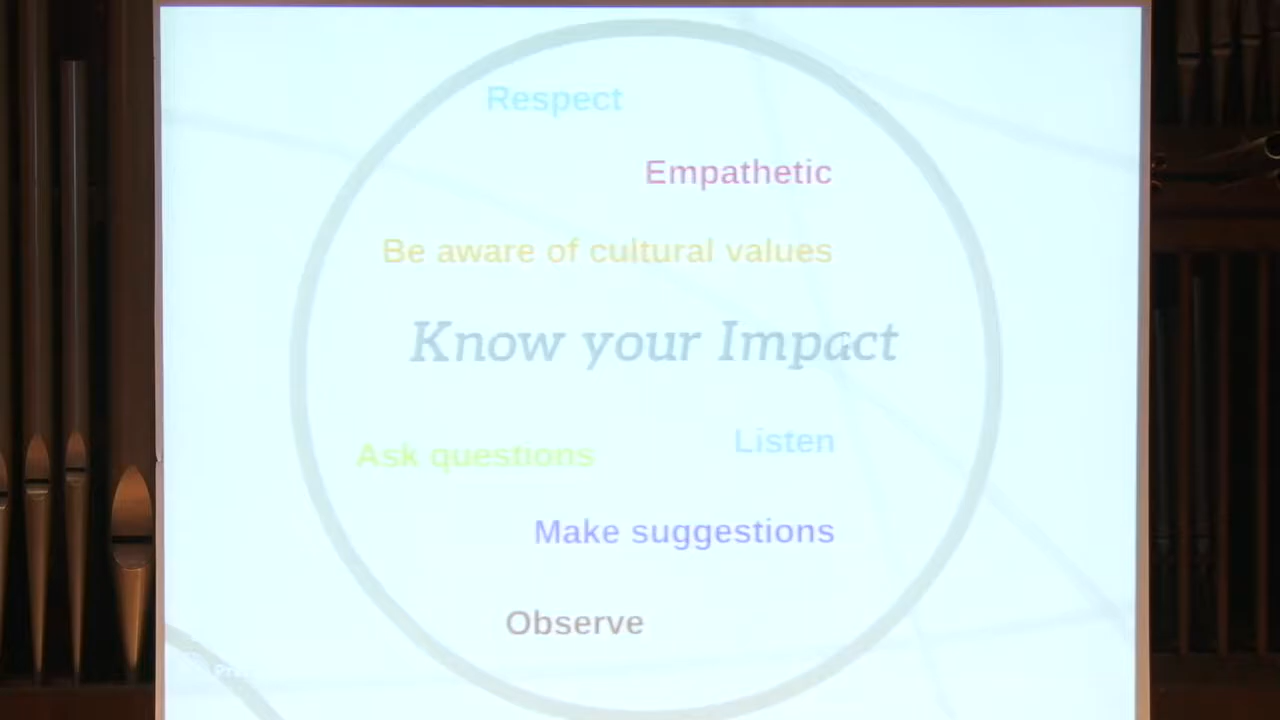 Respect
Empathetic
Be aware of cultural values
Know your Impact
Listen
Ask questions
Make suggestions
Observe